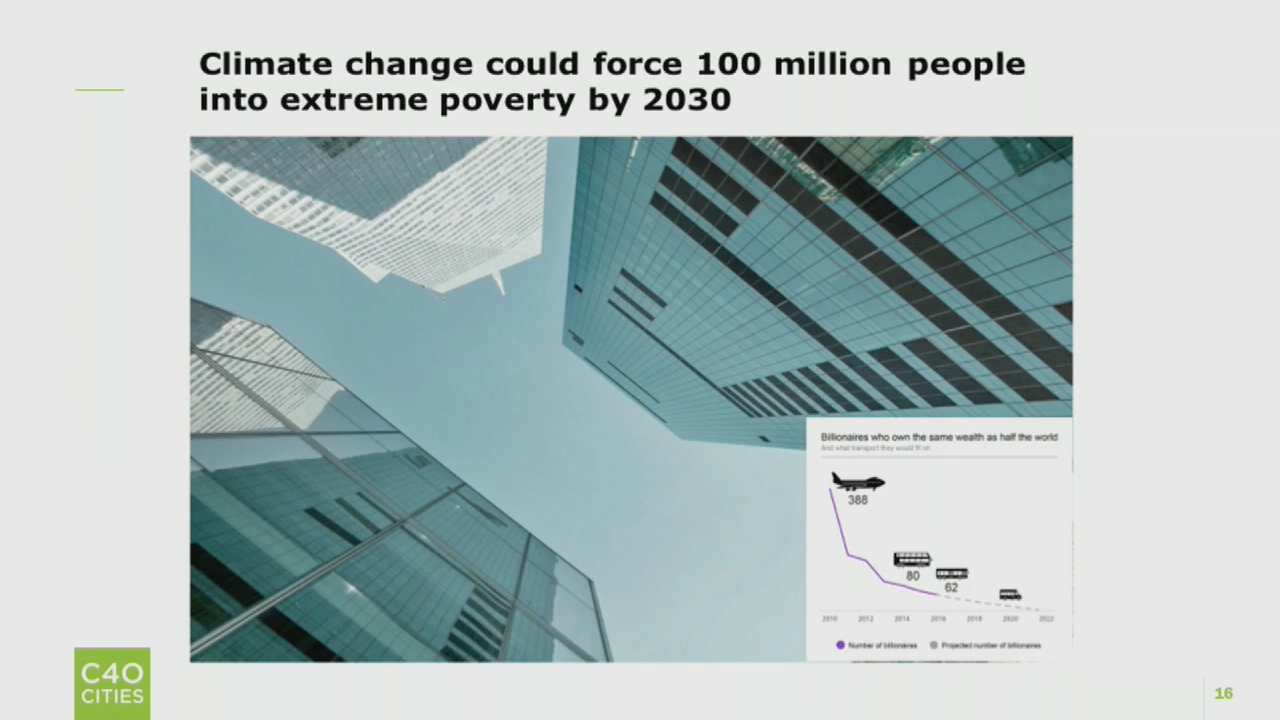 Climate change could force 100 million people
into extreme poverty by 2030
Billionaires who own the same wealth as half the world
And what transport they would fit on
388
80
62
2010 2012 2014 2016 2018 2020 2022
Number of billionaires Projected number of billionaires
C40
CITIES
16